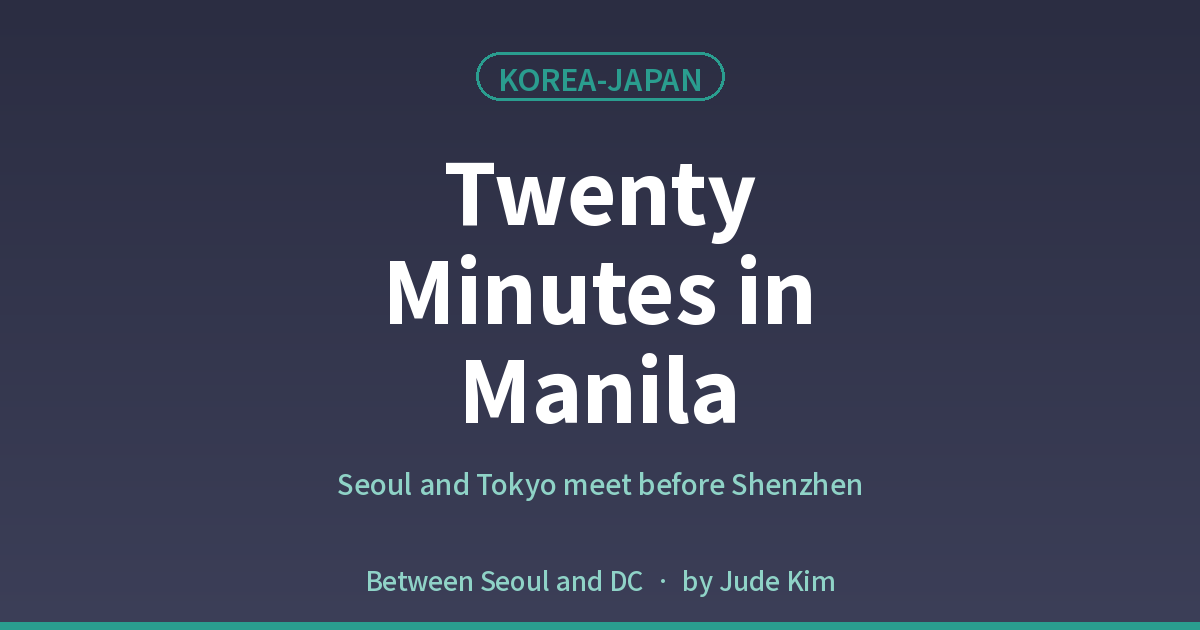 KOREA-JAPAN
Twenty
Minutes in
Manila
Seoul and Tokyo meet before Shenzhen
Between Seoul and DC · by Jude Kim